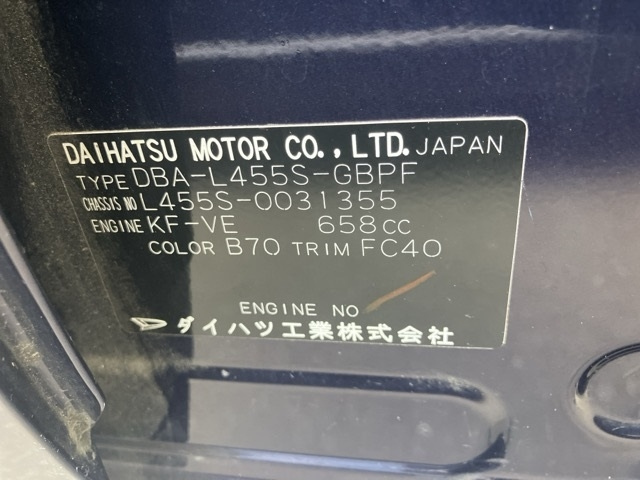 DAIHATSU MOTOR CO., LTD. JAPAN
TYPE DBA-L455S-GBPF
CHASSIS NO L455S-0031355
ENGINE KF-VE 658cc
COLOR B70 TRIM FC40
ENGINE NO
ダイハツ工業株式会社